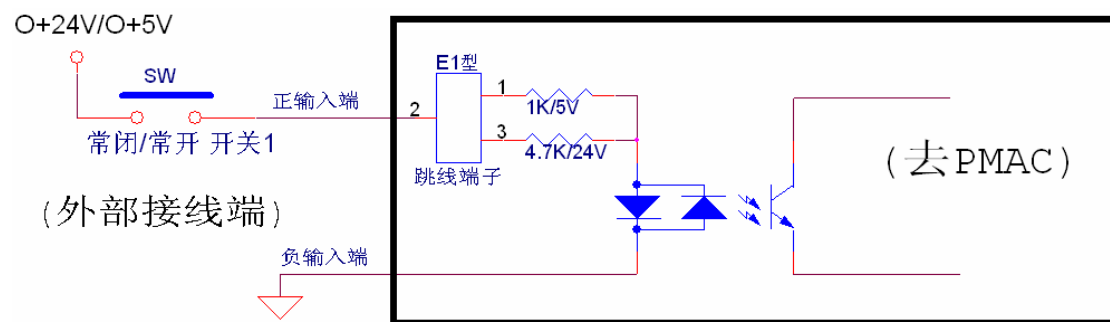 O+24V/O+5V
SW
常闭/常开 开关1
(外部接线端)
正输入端
负输入端
E1型
2
1
1K/5V
3
4.7K/24V
跳线端子
(去PMAC)